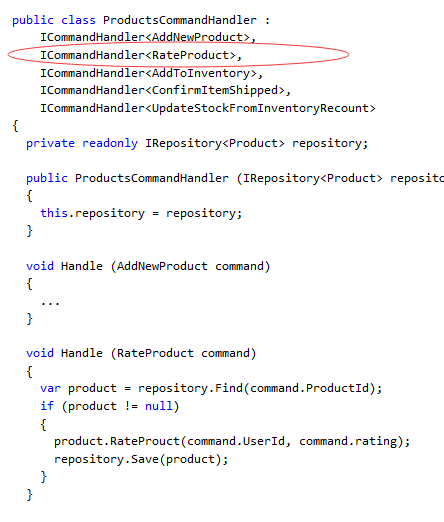 public class ProductsCommandHandler :
ICommandHandler<AddNewProduct>,
ICommandHandler<RateProduct>,
ICommandHandler<AddToInventory>,
ICommandHandler<ConfirmItemShipped>,
ICommandHandler<UpdateStockFromInventoryRecount>
{
private readonly IRepository<Product> repository;
public ProductsCommandHandler (IRepository<Product> reposito
{
this.repository = repository;
}
void Handle (AddNewProduct command)
{
...
}
void Handle (RateProduct command)
{
var product = repository.Find(command.ProductId);
if (product != null)
{
product.RateProuct(command.UserId, command.rating);
repository.Save(product);
}
}